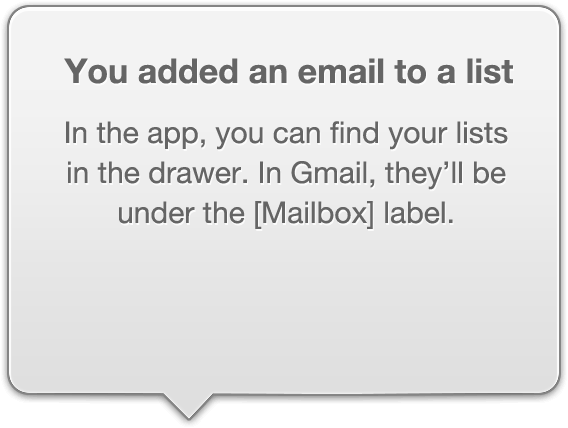 You added an email to a list
In the app, you can find your lists
in the drawer. In Gmail, they’ll be
under the [Mailbox] label.